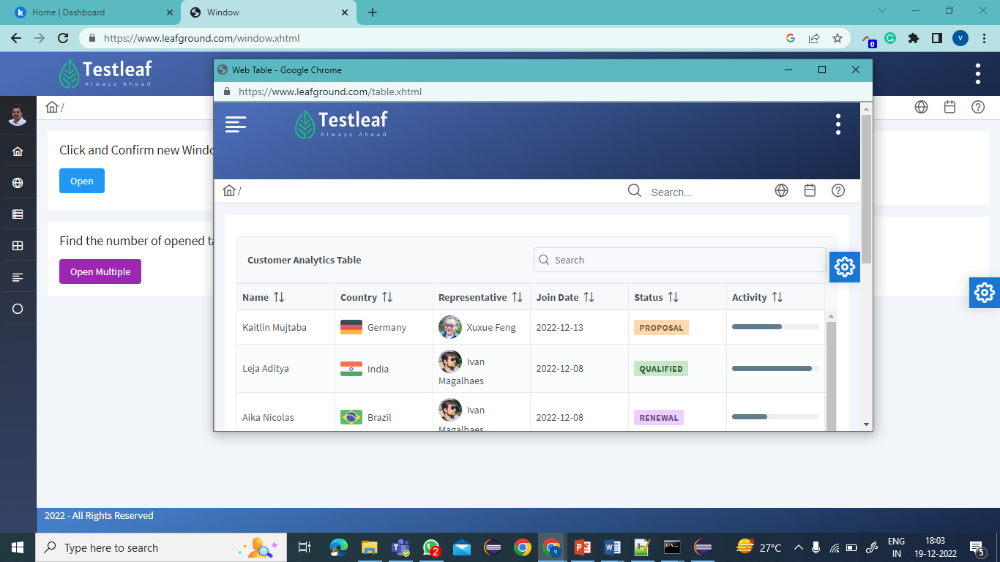 Home | Dashboard
Window
https://www.leafground.com/window.xhtml
0
V
Testleaf
Always Ahead
/
Click and Confirm new Windo
Open
Find the number of opened ta
Open Multiple
Web Table - Google Chrome
https://www.leafground.com/table.xhtml
Testleaf
Always Ahead
/
Search...
Customer Analytics Table
Search
Name Country Representative Join Date Status Activity
Kaitlin Mujtaba Germany Xuxue Feng 2022-12-13 PROPOSAL
Leja Aditya India Ivan Magalhaes 2022-12-08 QUALIFIED
Aika Nicolas Brazil Ivan Magalhaes 2022-12-08 RENEWAL
2022 - All Rights Reserved
Type here to search
2
V
27°C
ENG
IN
18:03
19-12-2022
5